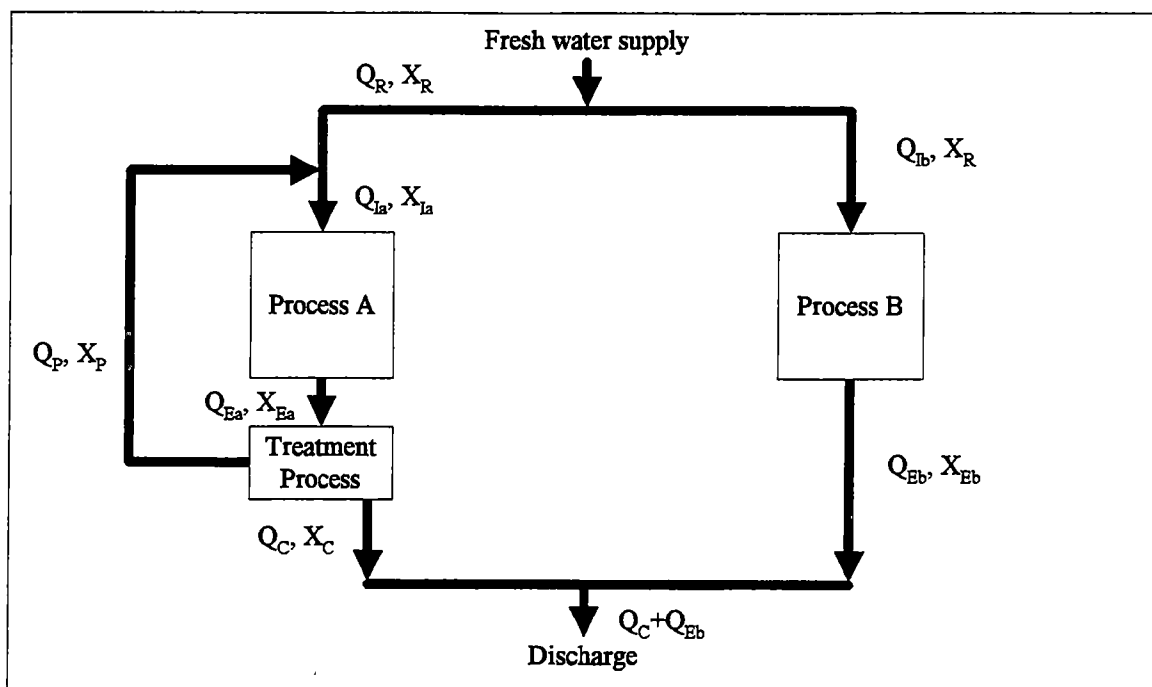 Fresh water supply
Q_R, X_R
Q_Ib, X_R
Q_Ia, X_Ia
Process A
Process B
Q_P, X_P
Q_Ea, X_Ea
Treatment
Process
Q_Eb, X_Eb
Q_C, X_C
Q_C+Q_Eb
Discharge